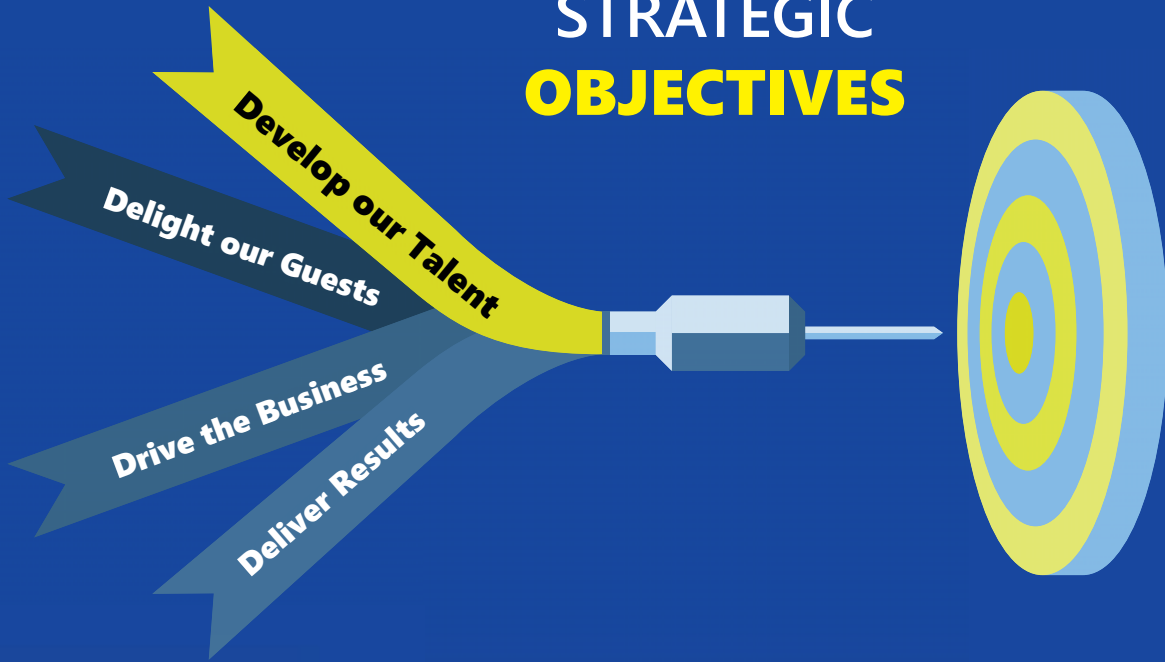 STRATEGIC
OBJECTIVES
Develop our Talent
Delight our Guests
Drive the Business
Deliver Results